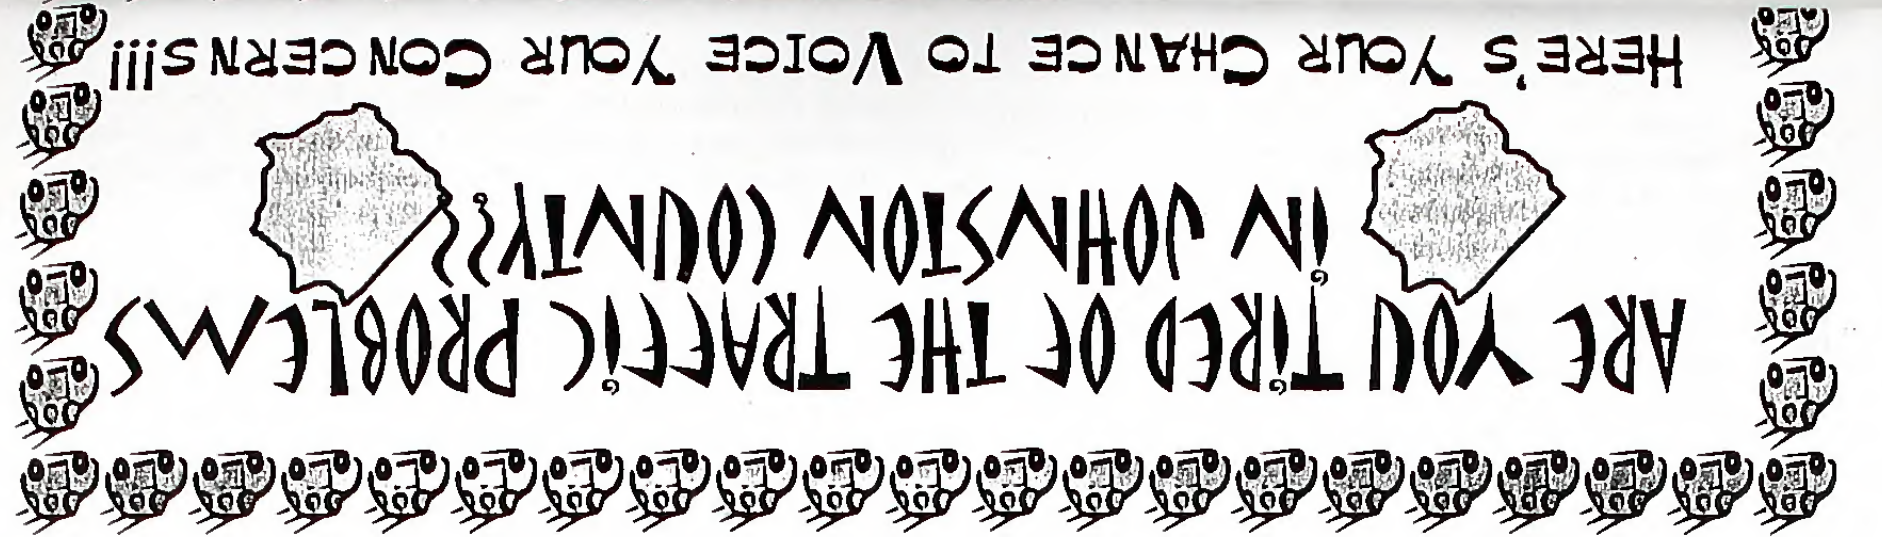 ARE YOU TiRED OF THE TRAFFiC PROBLEMS
iN JOHNSTON COUNTY??
HERE'S YOUR CHANCE TO VOICE YOUR CONCERNS!!!